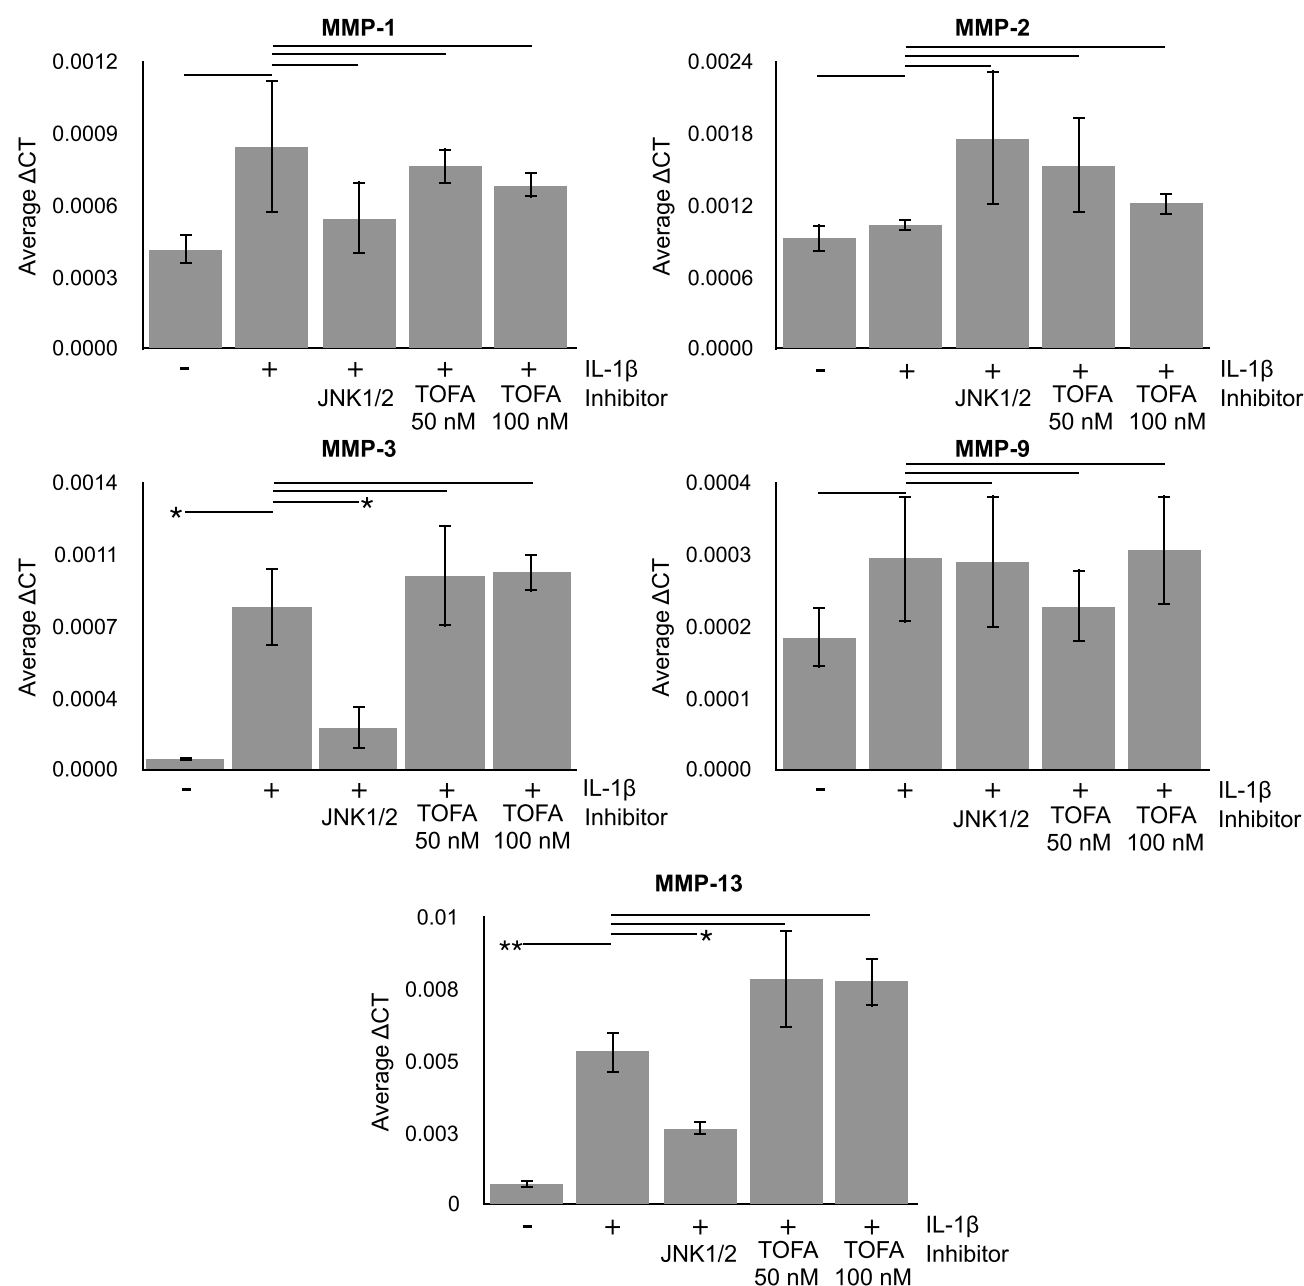 MMP-1
0.0012
0.0009
0.0006
0.0003
0.0000
Average ΔCT
- + + + + IL-1β
JNK1/2 TOFA TOFA Inhibitor
50 nM 100 nM
MMP-2
0.0024
0.0018
0.0012
0.0006
0.0000
Average ΔCT
- + + + + IL-1β
JNK1/2 TOFA TOFA Inhibitor
50 nM 100 nM
MMP-3
0.0014
* *
0.0011
0.0007
0.0004
0.0000
Average ΔCT
- + + + + IL-1β
JNK1/2 TOFA TOFA Inhibitor
50 nM 100 nM
MMP-9
0.0004
0.0003
0.0002
0.0001
0.0000
Average ΔCT
- + + + + IL-1β
JNK1/2 TOFA TOFA Inhibitor
50 nM 100 nM
MMP-13
0.01
** *
0.008
0.005
0.003
0
Average ΔCT
- + + + + IL-1β
JNK1/2 TOFA TOFA Inhibitor
50 nM 100 nM